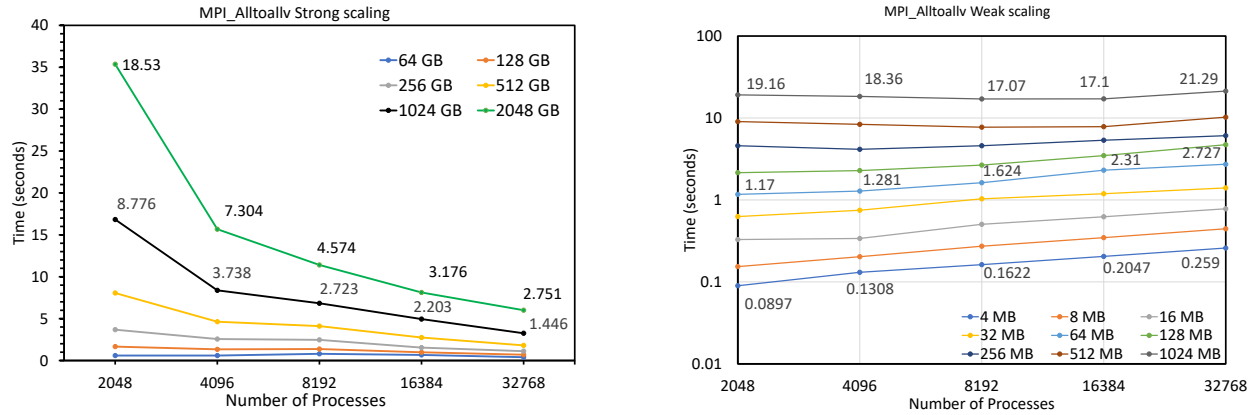 MPI_Alltoallv Strong scaling
40
35
30
25
20
15
10
5
0
Time (seconds)
64 GB 128 GB
256 GB 512 GB
1024 GB 2048 GB
18.53
8.776
7.304
3.738
4.574
2.723
3.176
2.203
2.751
1.446
2048 4096 8192 16384 32768
Number of Processes
MPI_Alltoallv Weak scaling
100
10
1
0.1
0.01
Time (seconds)
19.16 18.36 17.07 17.1 21.29
1.17 1.281 1.624 2.31 2.727
0.0897 0.1308 0.1622 0.2047 0.259
4 MB 8 MB 16 MB
32 MB 64 MB 128 MB
256 MB 512 MB 1024 MB
2048 4096 8192 16384 32768
Number of Processes